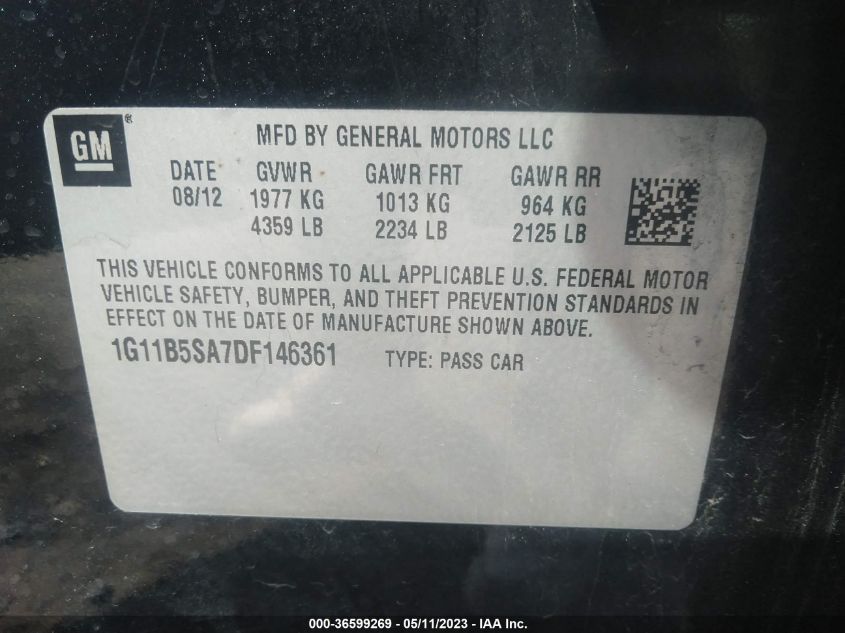 GM®
MFD BY GENERAL MOTORS LLC
DATE GVWR GAWR FRT GAWR RR
08/12 1977 KG 1013 KG 964 KG
4359 LB 2234 LB 2125 LB
THIS VEHICLE CONFORMS TO ALL APPLICABLE U.S. FEDERAL MOTOR
VEHICLE SAFETY, BUMPER, AND THEFT PREVENTION STANDARDS IN
EFFECT ON THE DATE OF MANUFACTURE SHOWN ABOVE.
1G11B5SA7DF146361 TYPE: PASS CAR
000-36599269 - 05/11/2023 - IAA Inc.